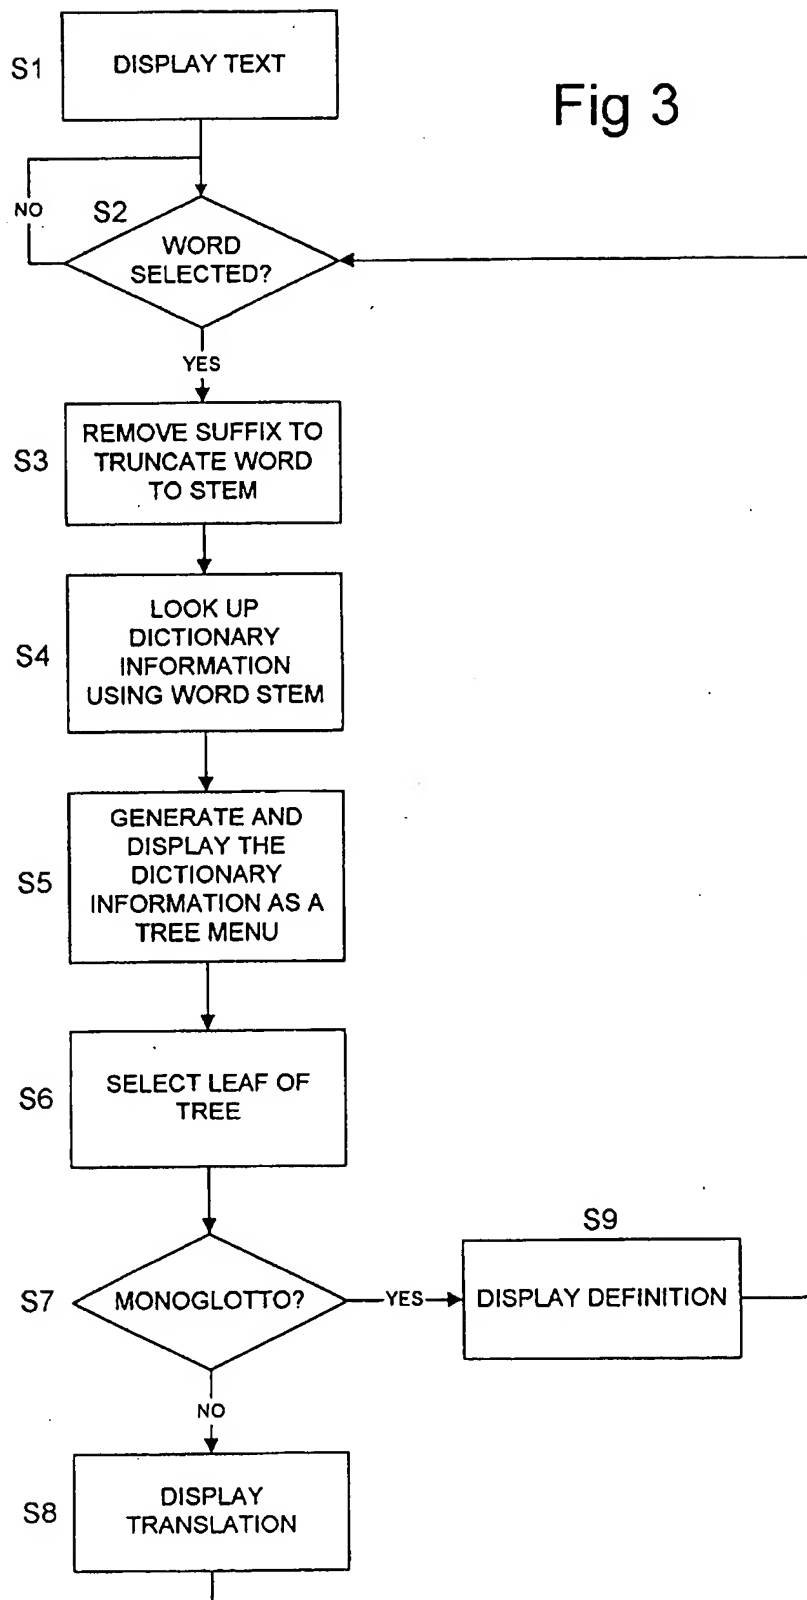 Fig 3
S1
DISPLAY TEXT
NO
S2
WORD
SELECTED?
YES
S3
REMOVE SUFFIX TO
TRUNCATE WORD
TO STEM
S4
LOOK UP
DICTIONARY
INFORMATION
USING WORD STEM
S5
GENERATE AND
DISPLAY THE
DICTIONARY
INFORMATION AS A
TREE MENU
S6
SELECT LEAF OF
TREE
S7
MONOGLOTTO?
YES
S9
DISPLAY DEFINITION
NO
S8
DISPLAY
TRANSLATION